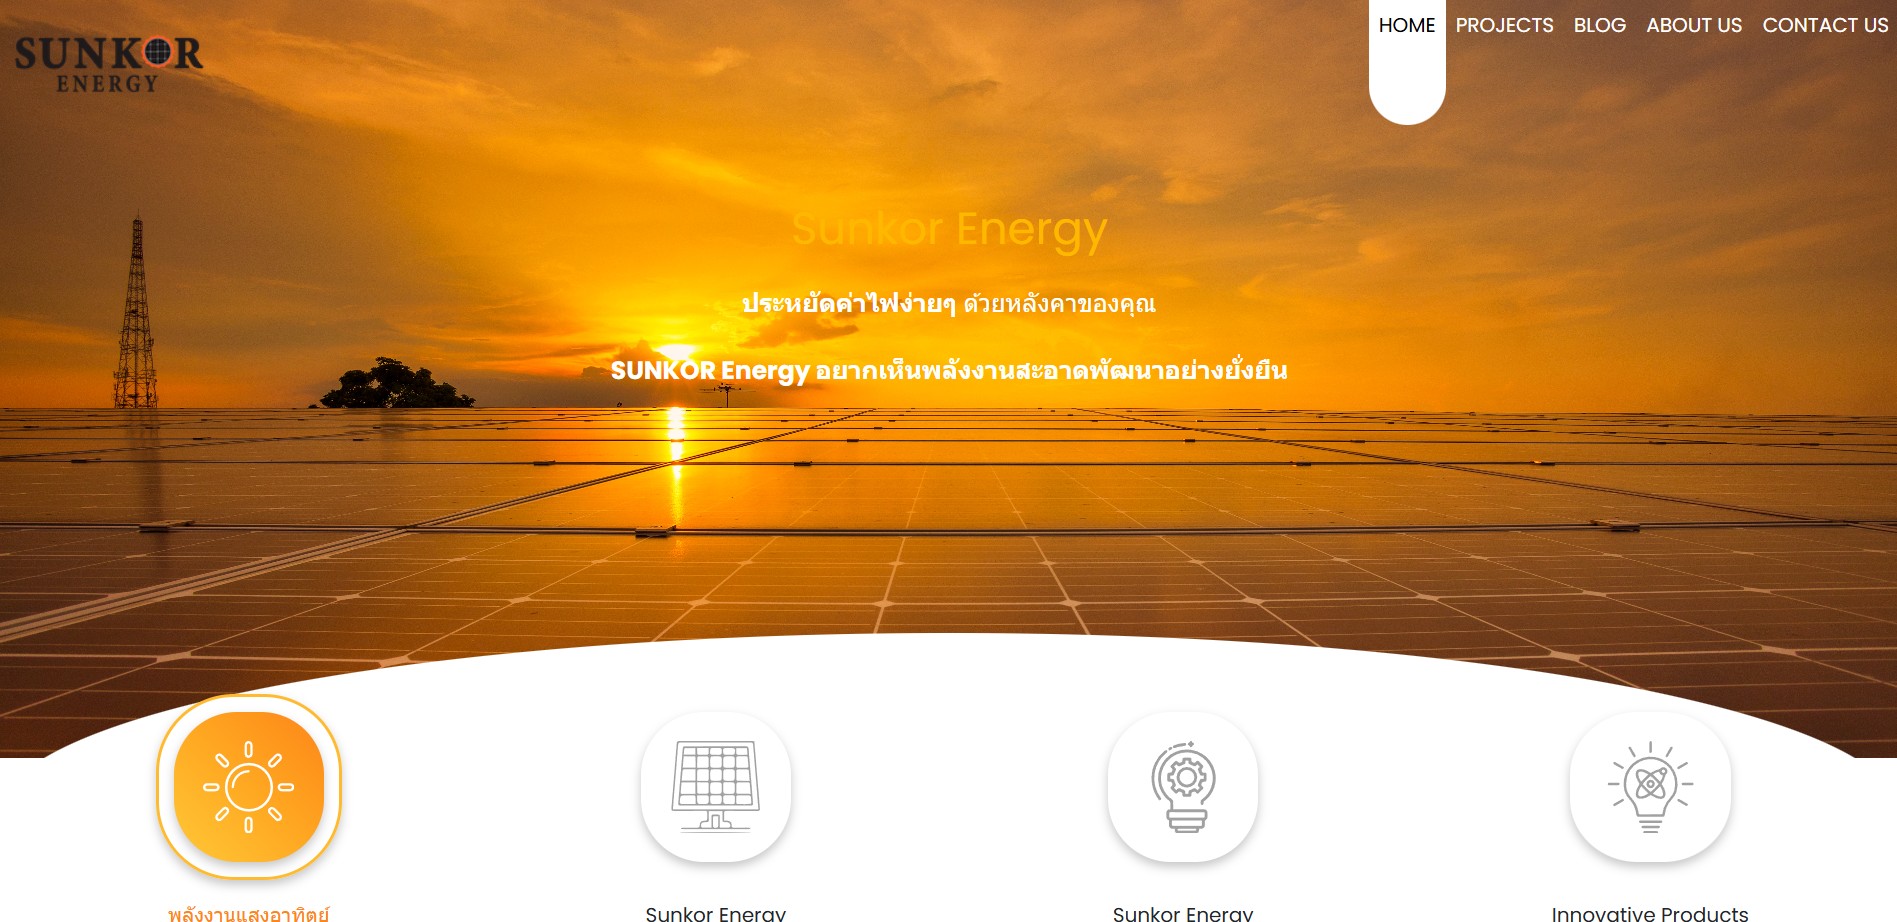 SUNKOR
ENERGY
HOME PROJECTS BLOG ABOUT US CONTACT US
Sunkor Energy
ประหยัดค่าไฟง่ายๆ ด้วยหลังคาของคุณ
SUNKOR Energy อยากเห็นพลังงานสะอาดพัฒนาอย่างยั่งยืน
พลังงานแสงอาทิตย์ Sunkor Energy Sunkor Energy Innovative Products